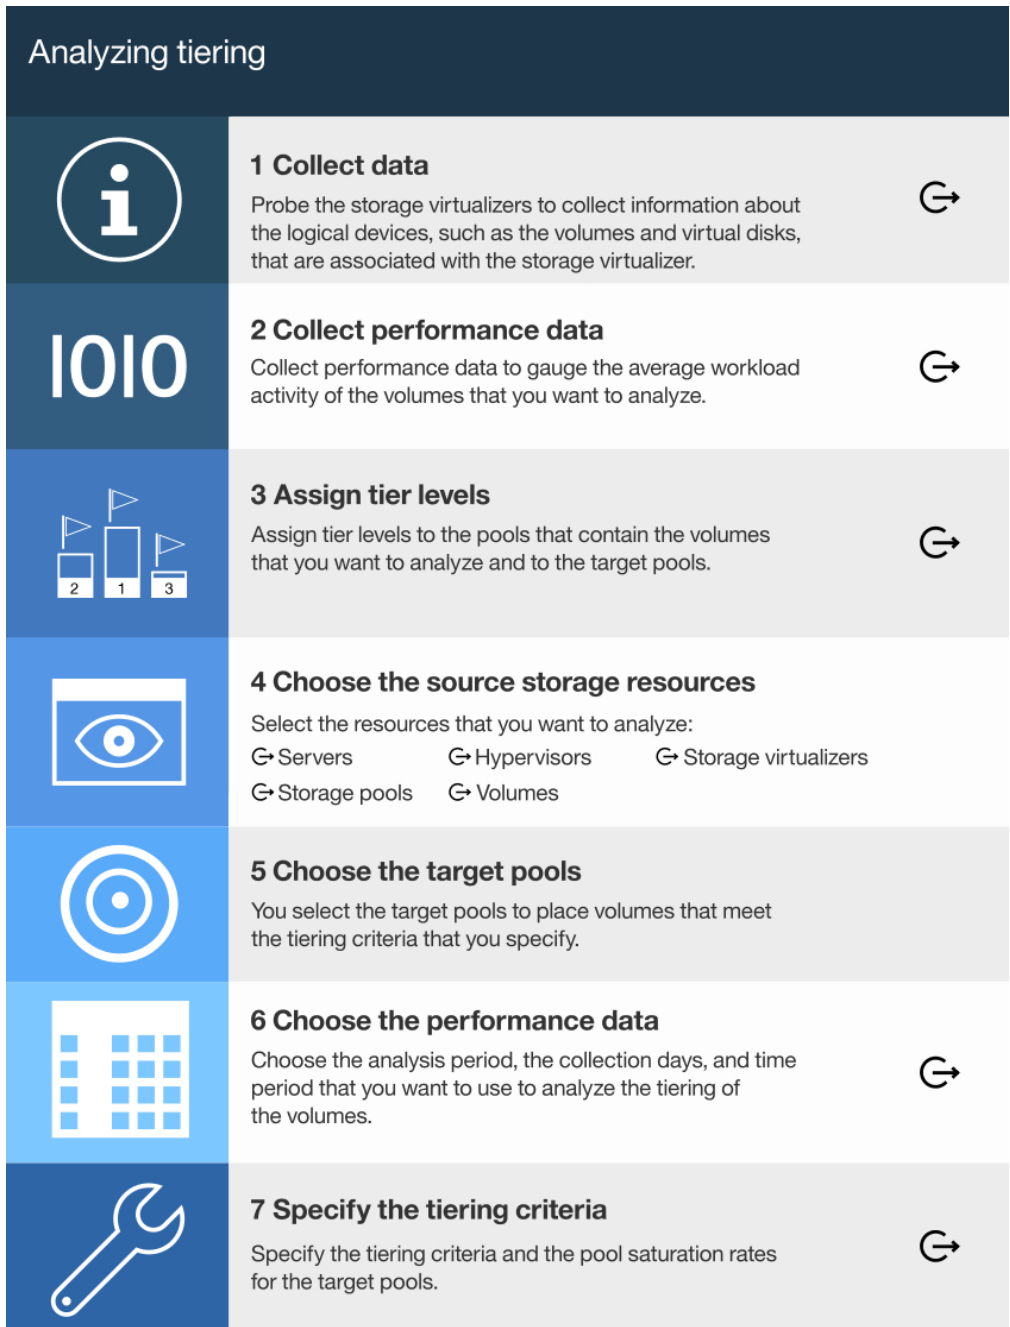 Analyzing tiering
1 Collect data
Probe the storage virtualizers to collect information about
the logical devices, such as the volumes and virtual disks,
that are associated with the storage virtualizer.
IOIO
2 Collect performance data
Collect performance data to gauge the average workload
activity of the volumes that you want to analyze.
3 Assign tier levels
Assign tier levels to the pools that contain the volumes
that you want to analyze and to the target pools.
2 1 3
4 Choose the source storage resources
Select the resources that you want to analyze:
Servers Hypervisors Storage virtualizers
Storage pools Volumes
5 Choose the target pools
You select the target pools to place volumes that meet
the tiering criteria that you specify.
6 Choose the performance data
Choose the analysis period, the collection days, and time
period that you want to use to analyze the tiering of
the volumes.
7 Specify the tiering criteria
Specify the tiering criteria and the pool saturation rates
for the target pools.